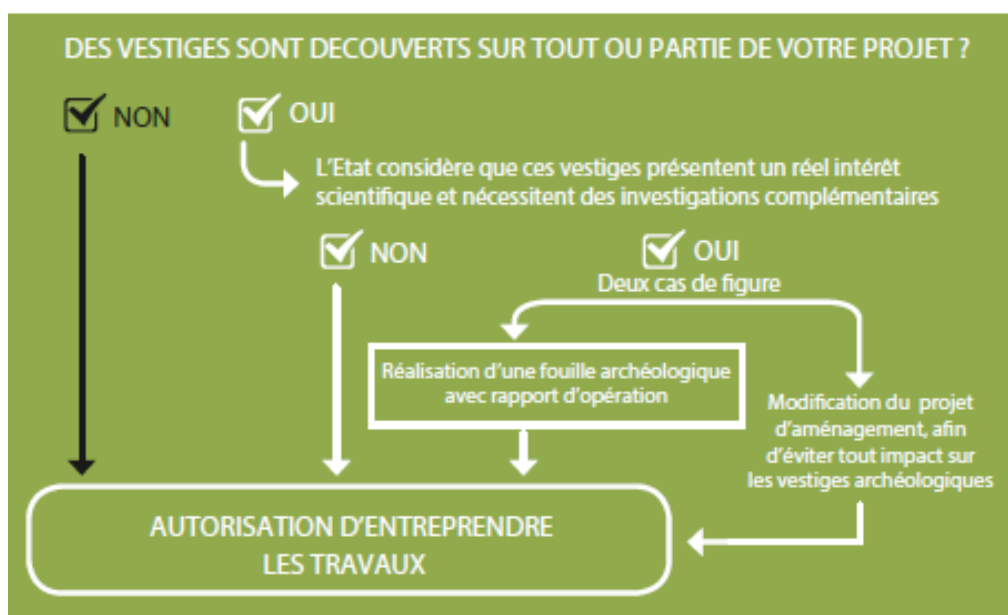 DES VESTIGES SONT DECOUVERTS SUR TOUT OU PARTIE DE VOTRE PROJET ?
NON
OUI
L'Etat considère que ces vestiges présentent un réel intérêt
scientifique et nécessitent des investigations complémentaires
NON
OUI
Deux cas de figure
Réalisation d'une fouille archéologique
avec rapport d'opération
Modification du projet
d'aménagement, afin
d'éviter tout impact sur
les vestiges archéologiques
AUTORISATION D'ENTREPRENDRE
LES TRAVAUX